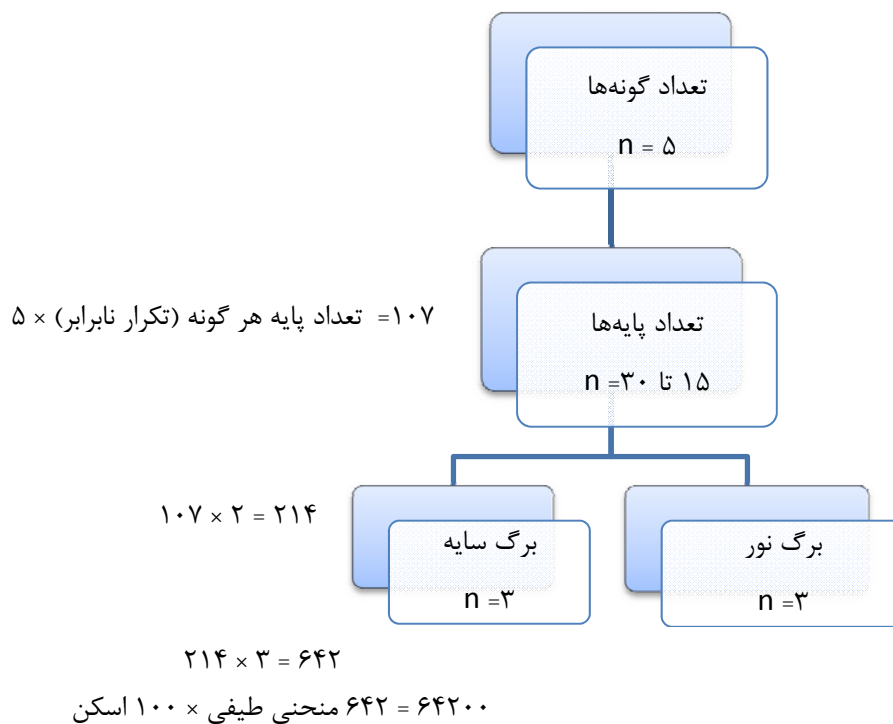 تعداد گونه‌ها
n = ۵
تعداد پایه‌ها
n =۱۵ تا ۳۰
۵ × تعداد پایه هر گونه (تکرار نابرابر) =۱۰۷
برگ نور
n =۳
برگ سایه
n =۳
۱۰۷ × ۲ = ۲۱۴
۲۱۴ × ۳ = ۶۴۲
۶۴۲ منحنی طیفی × ۱۰۰ اسکن = ۶۴۲۰۰